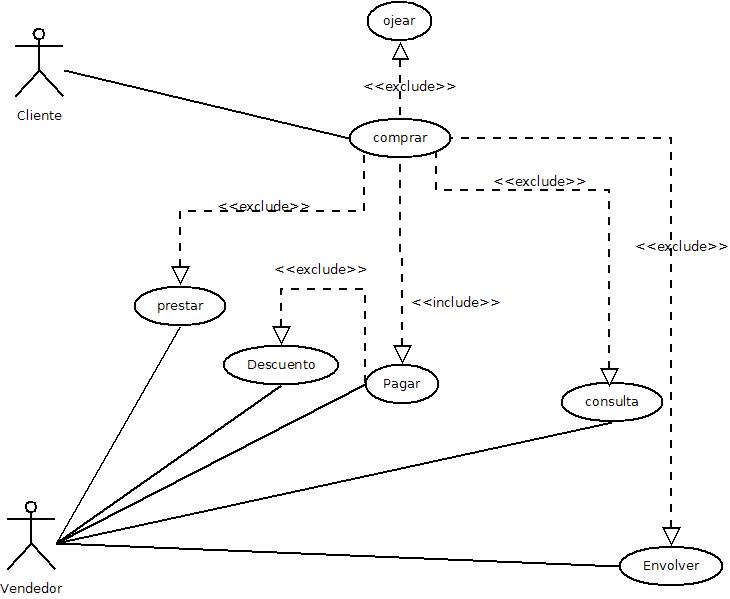 ojear
<<exclude>>
Cliente
comprar
<<exclude>>
<<exclude>>
<<exclude>>
<<exclude>>
<<include>>
prestar
Descuento
Pagar
consulta
Envolver
Vendedor